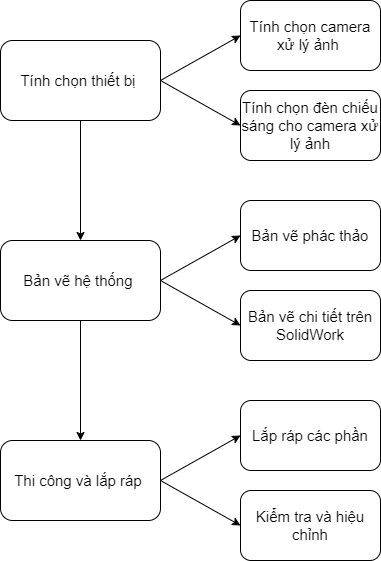 Tính chọn thiết bị
Tính chọn camera
xử lý ảnh
Tính chọn đèn chiếu
sáng cho camera xử
lý ảnh
Bản vẽ hệ thống
Bản vẽ phác thảo
Bản vẽ chi tiết trên
SolidWork
Thi công và lắp ráp
Lắp ráp các phần
Kiểm tra và hiệu
chỉnh